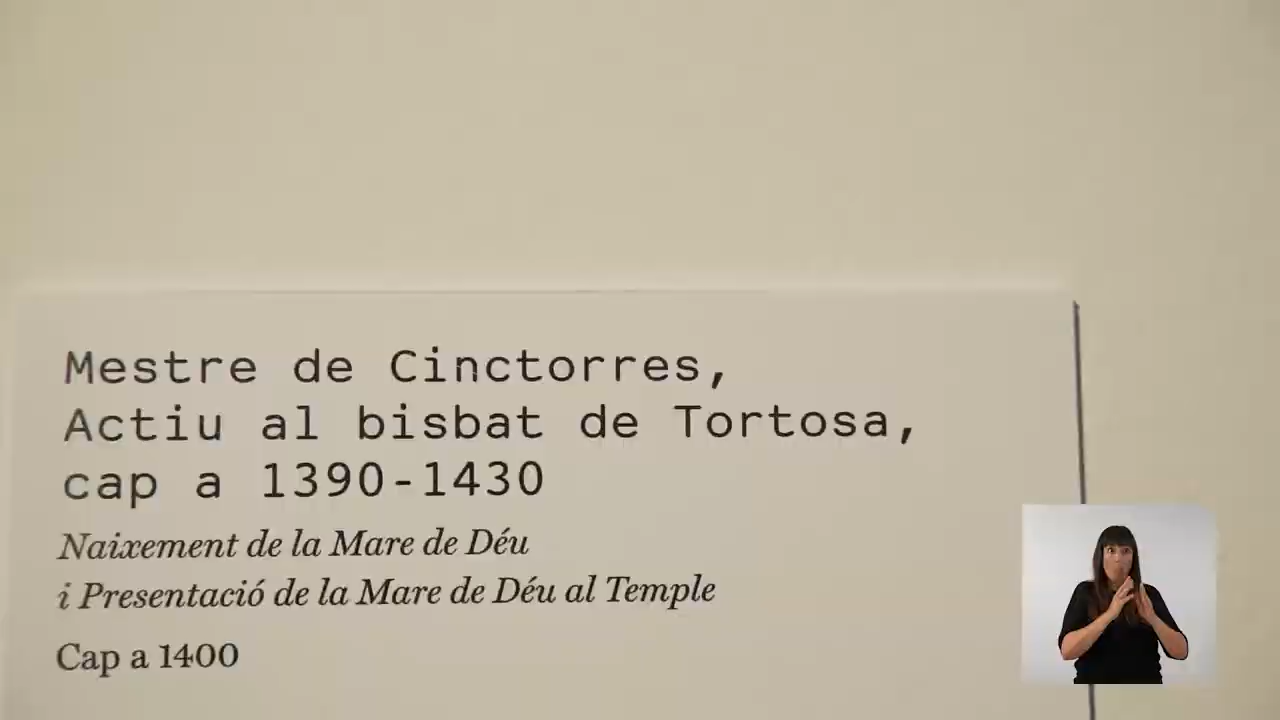 Mestre de Cinctorres,
Actiu al bisbat de Tortosa,
cap a 1390-1430
Naixement de la Mare de Déu
i Presentació de la Mare de Déu al Temple
Cap a 1400